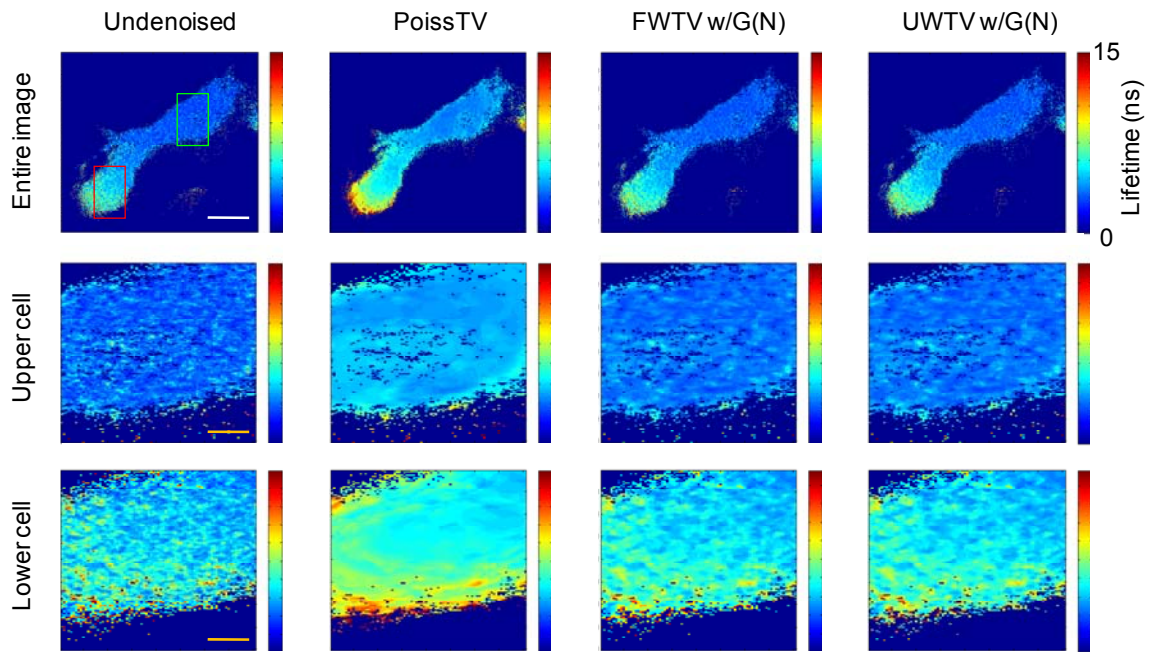 Undenoised
PoissTV
FWTV w/G(N)
UWTV w/G(N)
Entire image
15
Lifetime (ns)
0
Upper cell
Lower cell